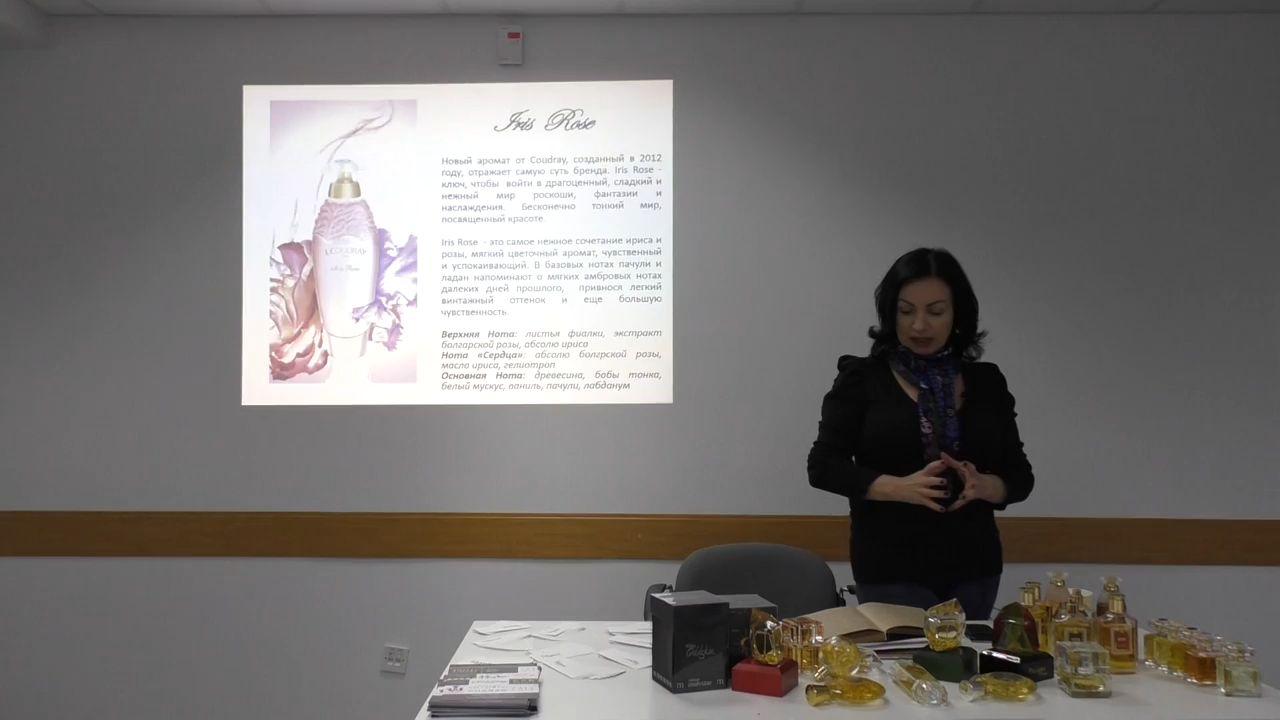 Iris Rose
Новый аромат от Coudray, созданный в 2012
году, отражает самую суть бренда. Iris Rose -
ключ, чтобы войти в драгоценный, сладкий и
нежный мир роскоши, фантазии и
наслаждения. Бесконечно тонкий мир,
посвященный красоте.
Iris Rose - это самое нежное сочетание ириса и
розы, мягкий цветочный аромат, чувственный
и успокаивающий. В базовых нотах пачули и
ладан напоминают о мягких амбровых нотах
далеких дней прошлого, привнося легкий
винтажный оттенок и еще большую
чувственность.
Верхняя Нота: листья фиалки, экстракт
болгарской розы, абсолю ириса
Нота «Сердца»: абсолю болгрской розы,
масло ириса, гелиотроп
Основная Нота: древесина, бобы тонка,
белый мускус, ваниль, пачули, лабданум
E.COUDRAY
Iris Rose